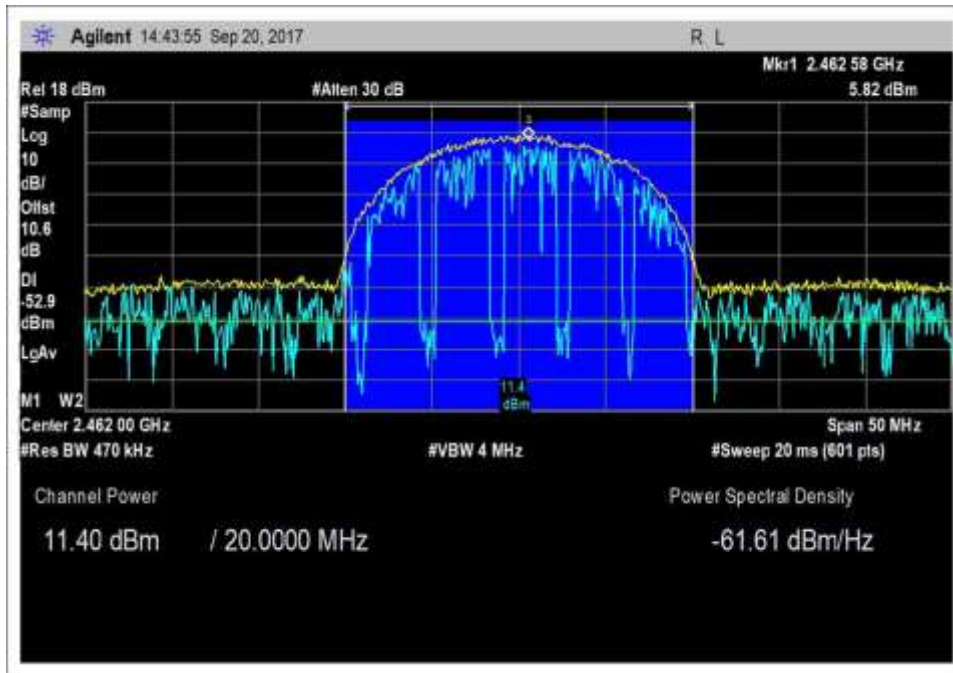 Agilent 14:43:55 Sep 20, 2017 R L
Mkr1 2.462 58 GHz
Ref 18 dBm #Atten 30 dB 5.82 dBm
#Samp
Log
10
dB/
Offst
10.6
dB
DI
-52.9
dBm
LgAv
M1 W2
1
11.4
dBm
Center 2.462 00 GHz Span 50 MHz
#Res BW 470 kHz #VBW 4 MHz #Sweep 20 ms (601 pts)
Channel Power Power Spectral Density
11.40 dBm / 20.0000 MHz -61.61 dBm/Hz